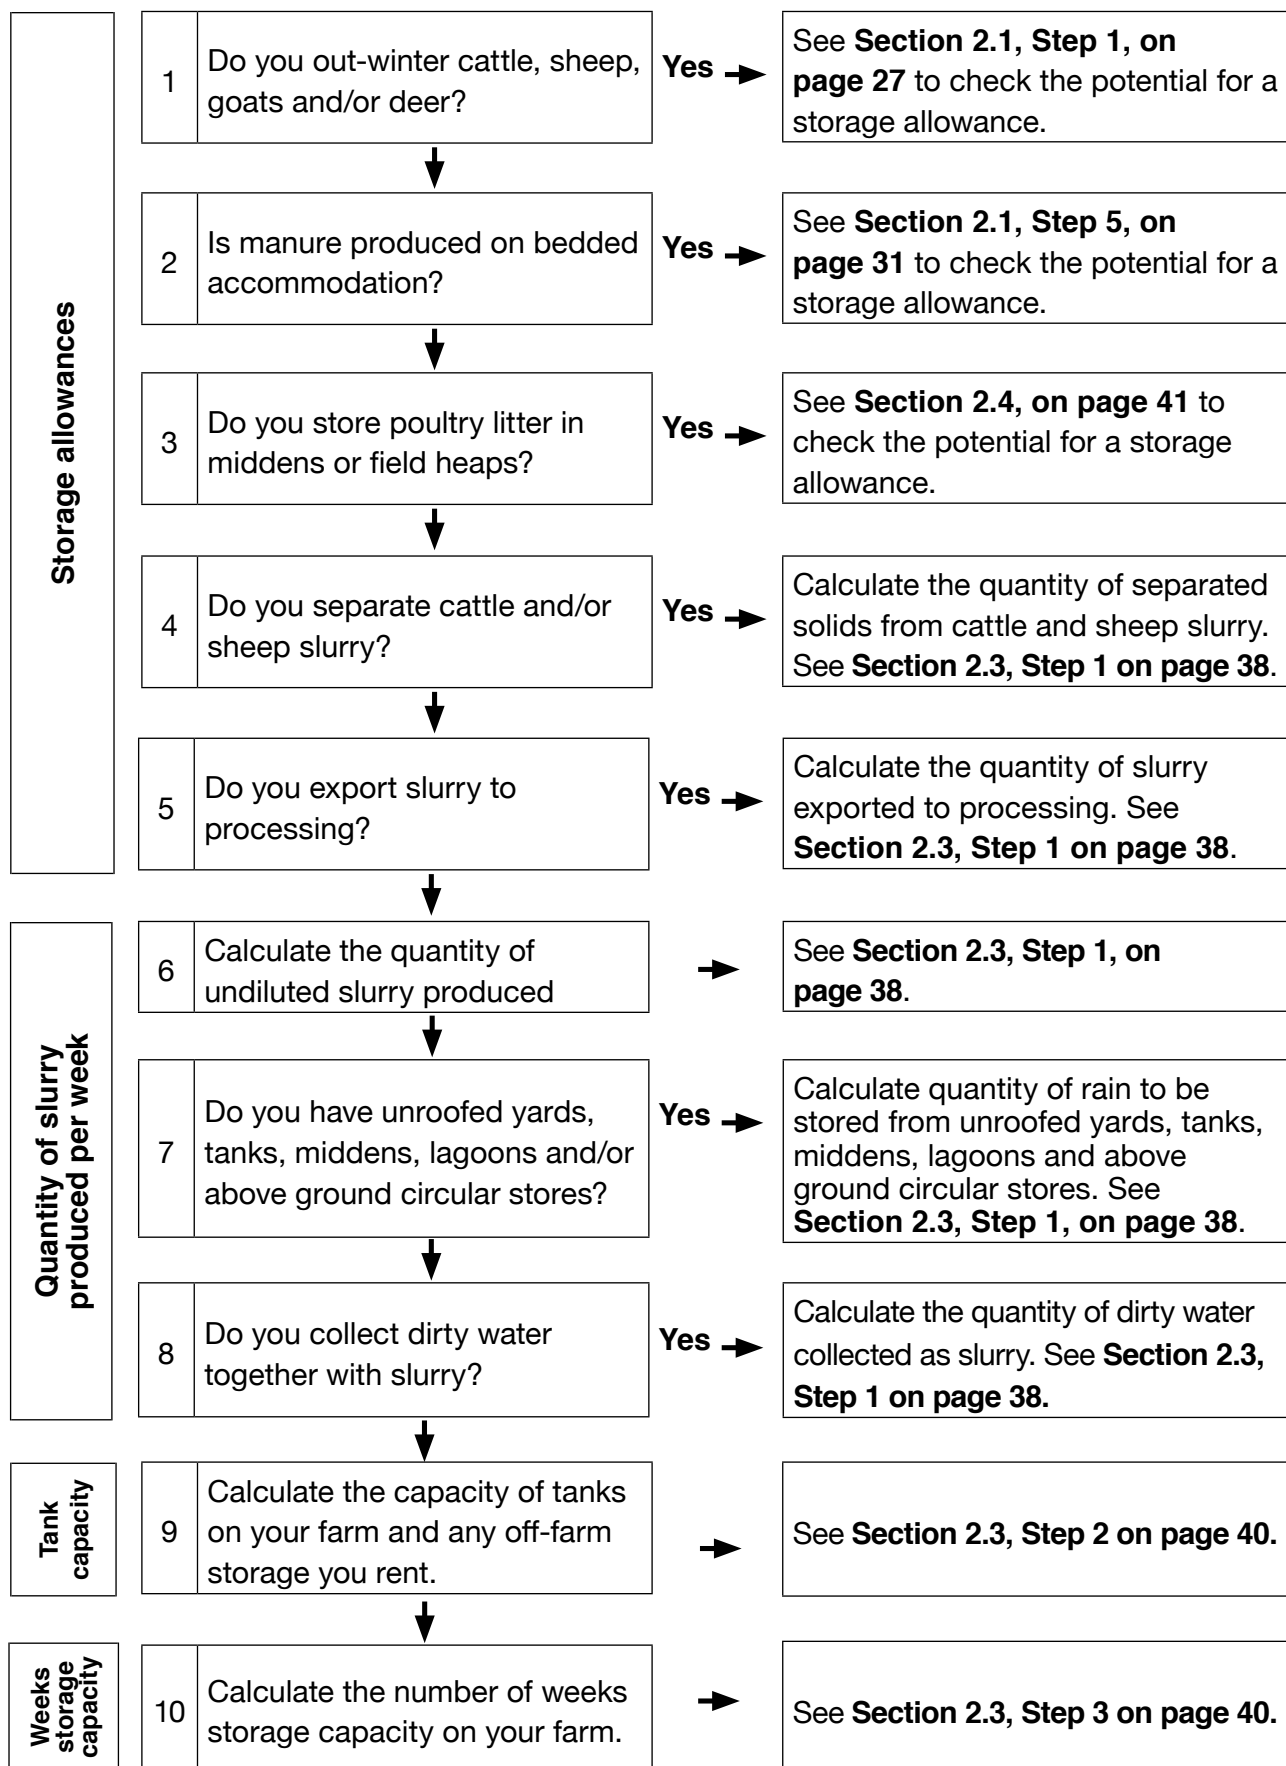 Storage allowances
1
Do you out-winter cattle, sheep,
goats and/or deer?
Yes
See Section 2.1, Step 1, on
page 27 to check the potential for a
storage allowance.
2
Is manure produced on bedded
accommodation?
Yes
See Section 2.1, Step 5, on
page 31 to check the potential for a
storage allowance.
3
Do you store poultry litter in
middens or field heaps?
Yes
See Section 2.4, on page 41 to
check the potential for a storage
allowance.
4
Do you separate cattle and/or
sheep slurry?
Yes
Calculate the quantity of separated
solids from cattle and sheep slurry.
See Section 2.3, Step 1 on page 38.
5
Do you export slurry to
processing?
Yes
Calculate the quantity of slurry
exported to processing. See
Section 2.3, Step 1 on page 38.
Quantity of slurry
produced per week
6
Calculate the quantity of
undiluted slurry produced
See Section 2.3, Step 1, on
page 38.
7
Do you have unroofed yards,
tanks, middens, lagoons and/or
above ground circular stores?
Yes
Calculate quantity of rain to be
stored from unroofed yards, tanks,
middens, lagoons and above
ground circular stores. See
Section 2.3, Step 1, on page 38.
8
Do you collect dirty water
together with slurry?
Yes
Calculate the quantity of dirty water
collected as slurry. See Section 2.3,
Step 1 on page 38.
Tank
capacity
9
Calculate the capacity of tanks
on your farm and any off-farm
storage you rent.
See Section 2.3, Step 2 on page 40.
Weeks
storage
capacity
10
Calculate the number of weeks
storage capacity on your farm.
See Section 2.3, Step 3 on page 40.